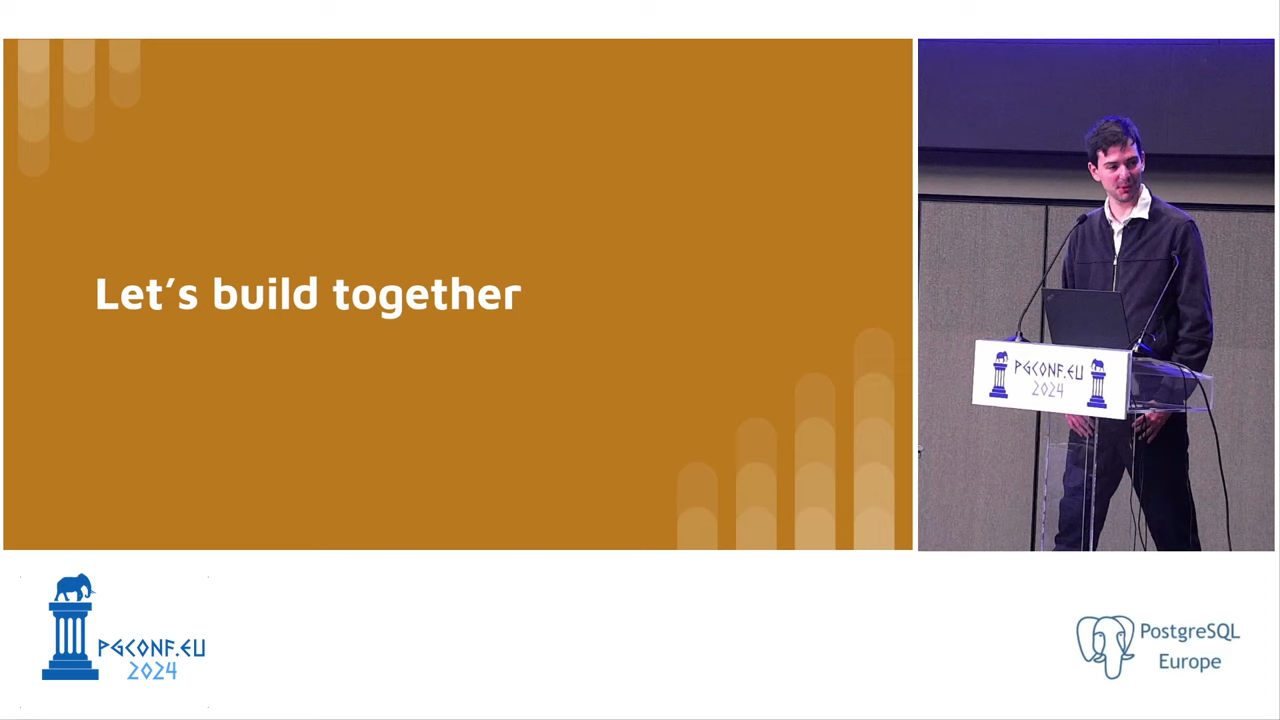 Let's build together
PGCONF.EU
2024
PGCONF.EU
2024
PostgreSQL
Europe